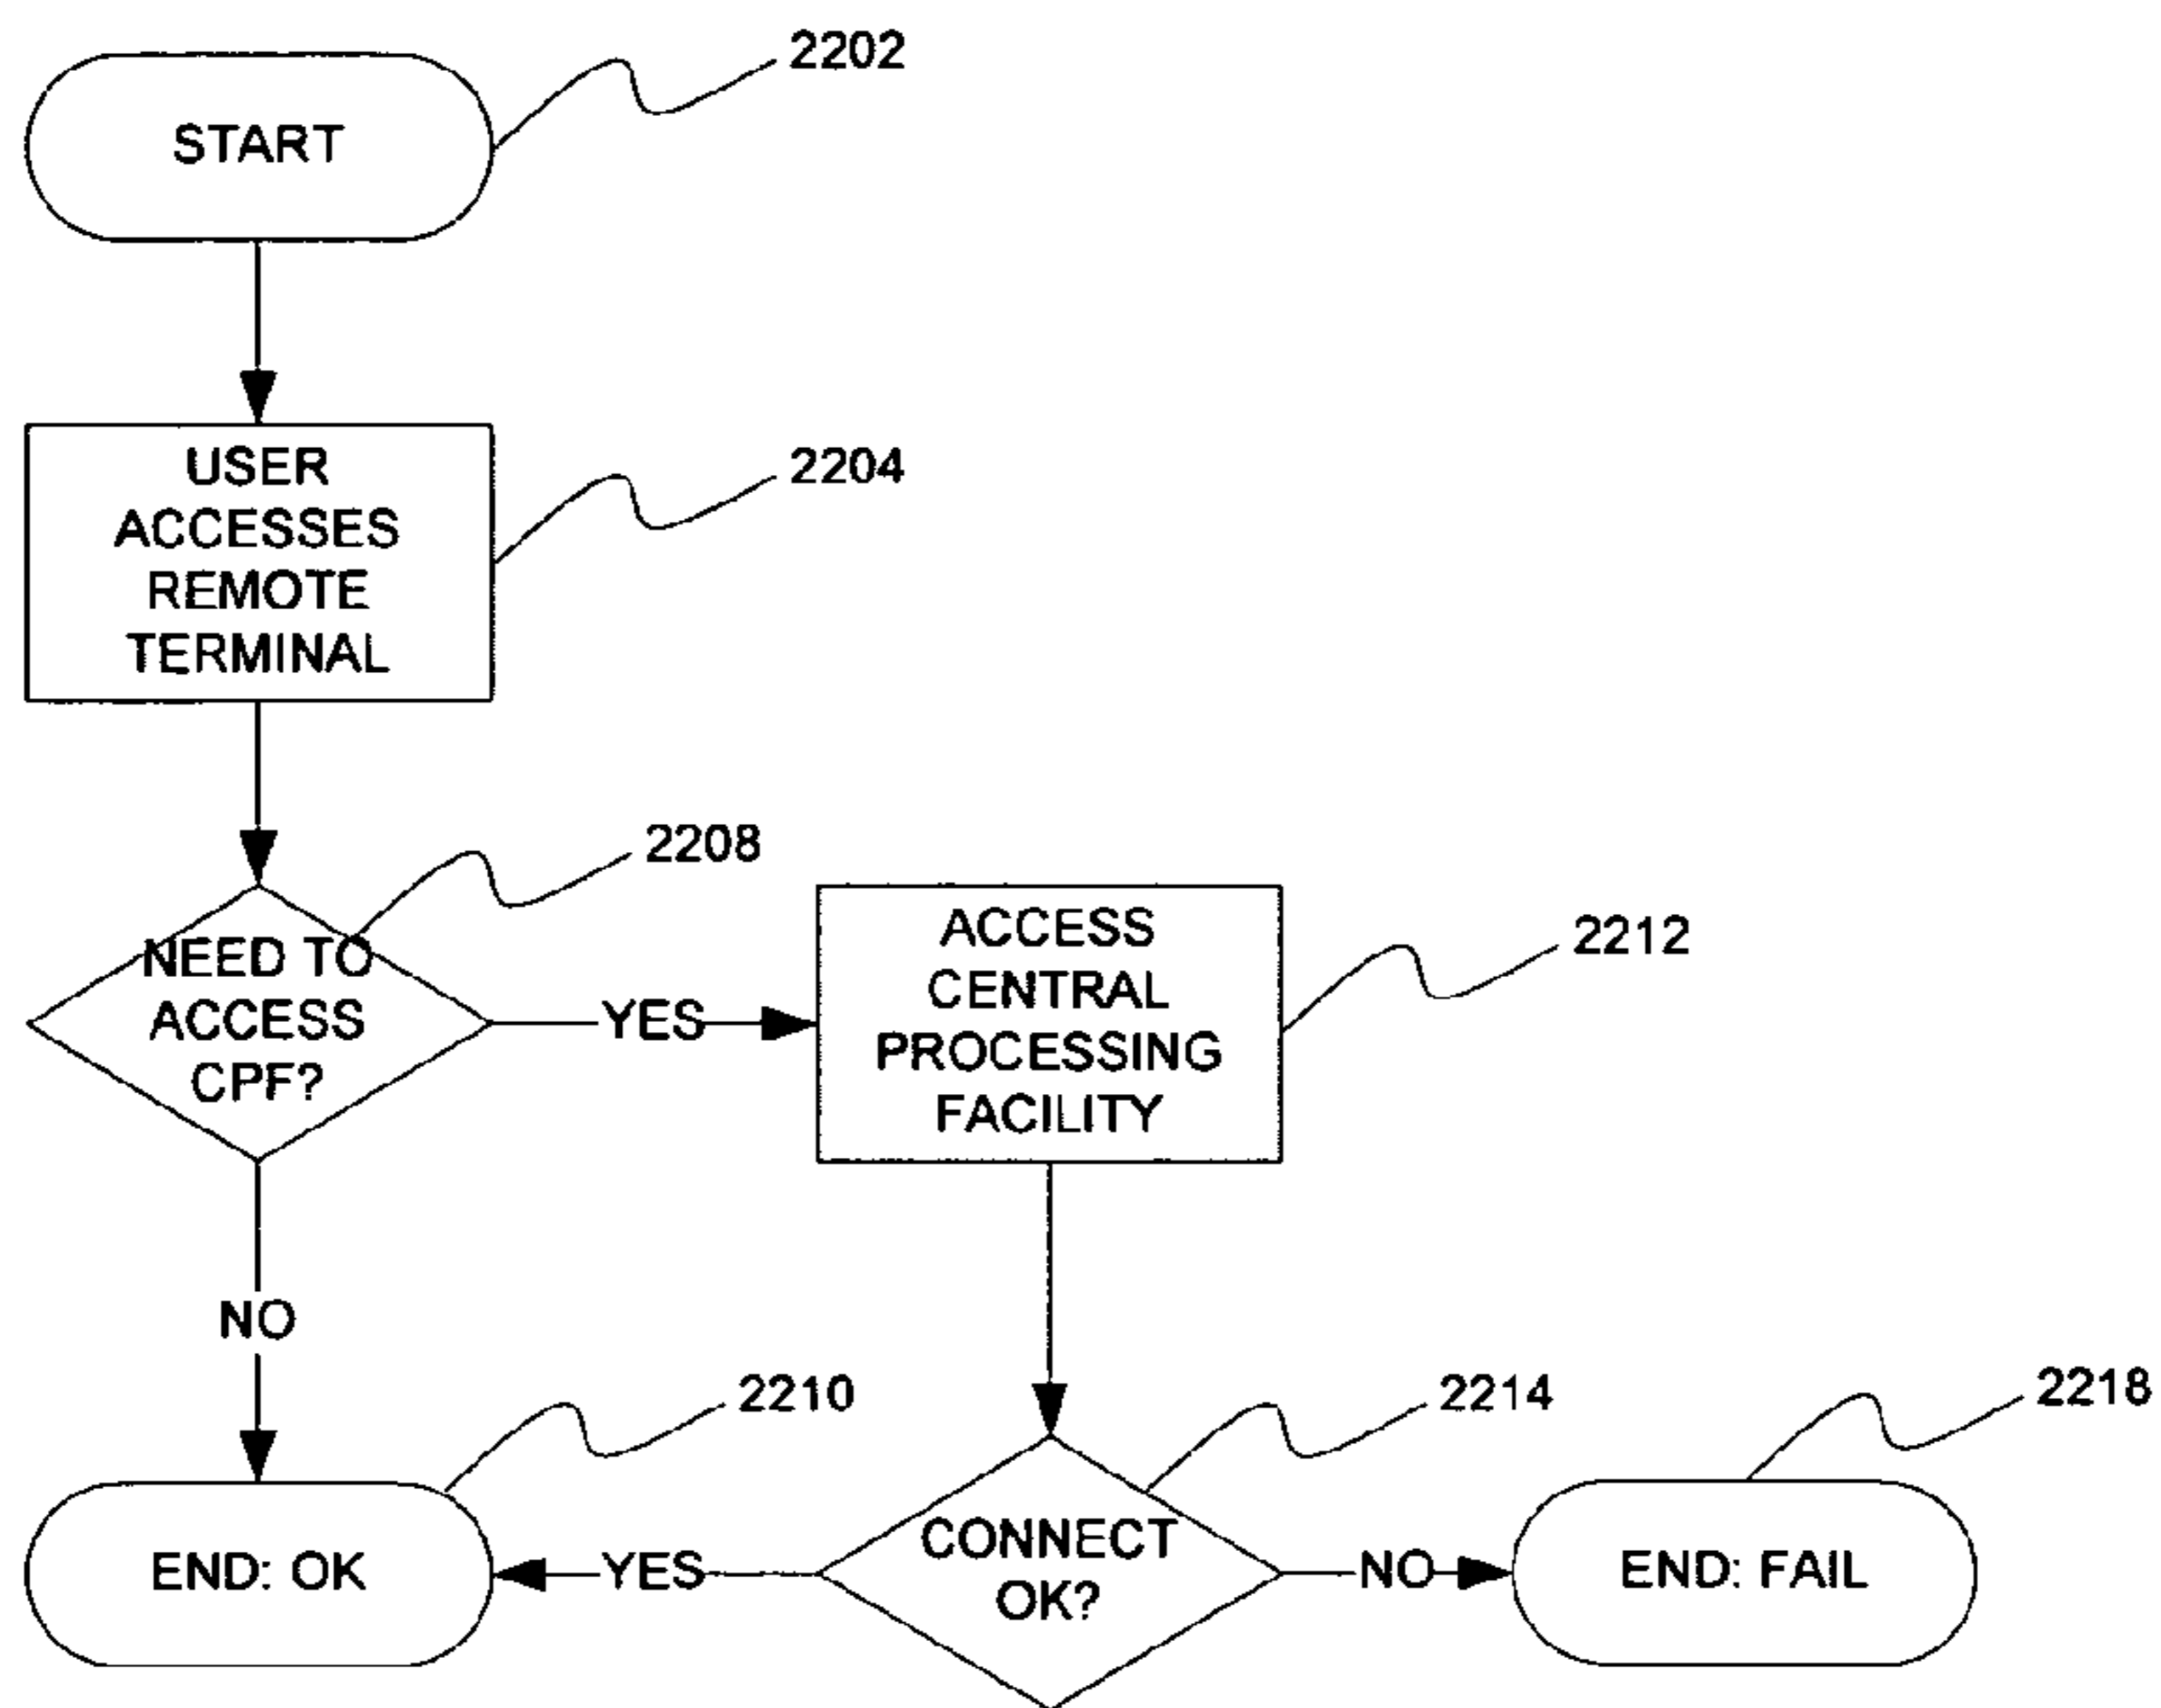 2202
START
2204
USER
ACCESSES
REMOTE
TERMINAL
2208
NEED TO
ACCESS
CPF?
YES
ACCESS
CENTRAL
PROCESSING
FACILITY
2212
NO
2210
END: OK
YES
2214
CONNECT
OK?
NO
2218
END: FAIL